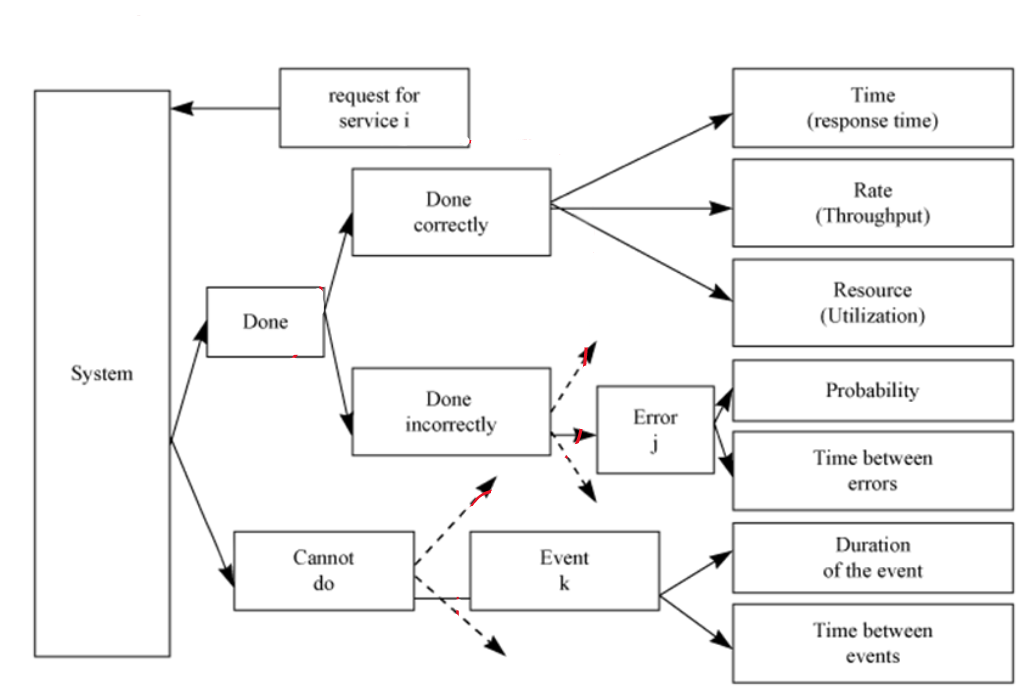 request for
service i
System
Done
Done
correctly
Time
(response time)
Rate
(Throughput)
Resource
(Utilization)
Done
incorrectly
Error
j
Probability
Time between
errors
Cannot
do
Event
k
Duration
of the event
Time between
events